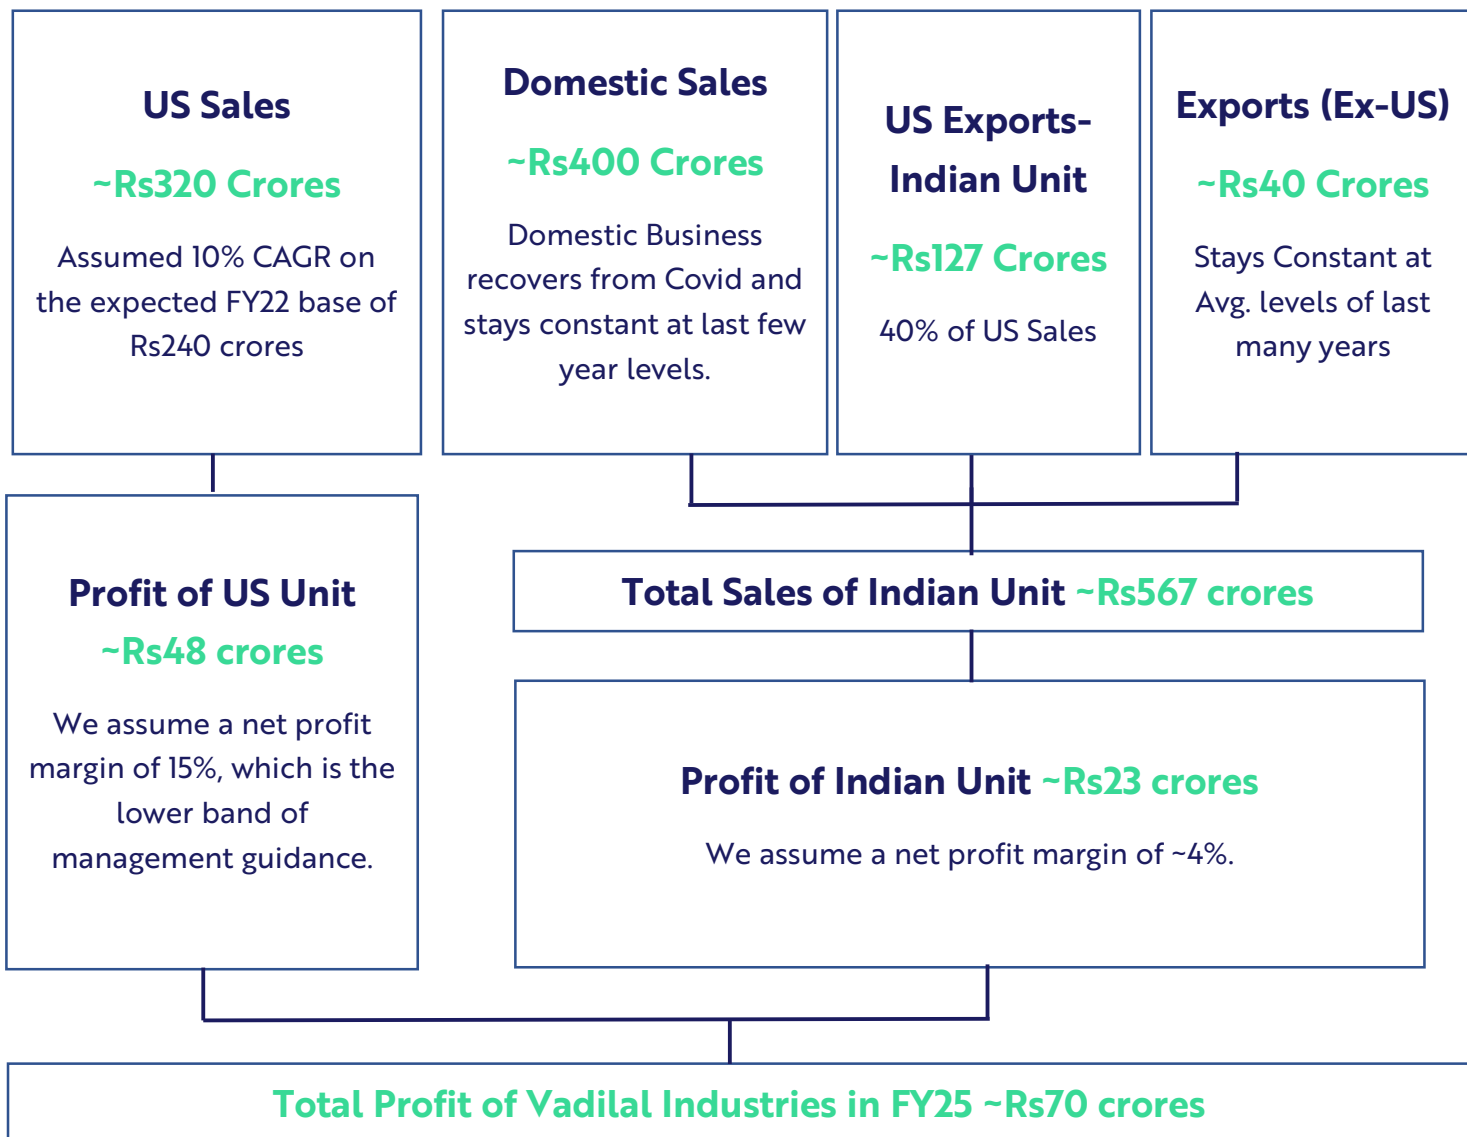 US Sales
~Rs320 Crores
Assumed 10% CAGR on
the expected FY22 base of
Rs240 crores
Domestic Sales
~Rs400 Crores
Domestic Business
recovers from Covid and
stays constant at last few
year levels.
US Exports-
Indian Unit
~Rs127 Crores
40% of US Sales
Exports (Ex-US)
~Rs40 Crores
Stays Constant at
Avg. levels of last
many years
Profit of US Unit
~Rs48 crores
We assume a net profit
margin of 15%, which is the
lower band of
management guidance.
Total Sales of Indian Unit ~Rs567 crores
Profit of Indian Unit ~Rs23 crores
We assume a net profit margin of ~4%.
Total Profit of Vadilal Industries in FY25 ~Rs70 crores